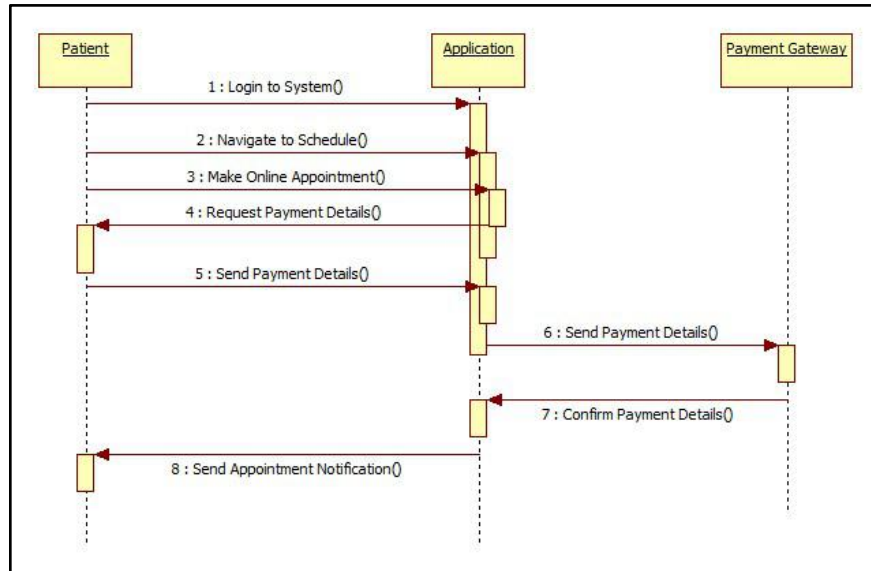 Patient
Application
Payment Gateway
1 : Login to System()
2 : Navigate to Schedule()
3 : Make Online Appointment()
4 : Request Payment Details()
5 : Send Payment Details()
6 : Send Payment Details()
7 : Confirm Payment Details()
8 : Send Appointment Notification()